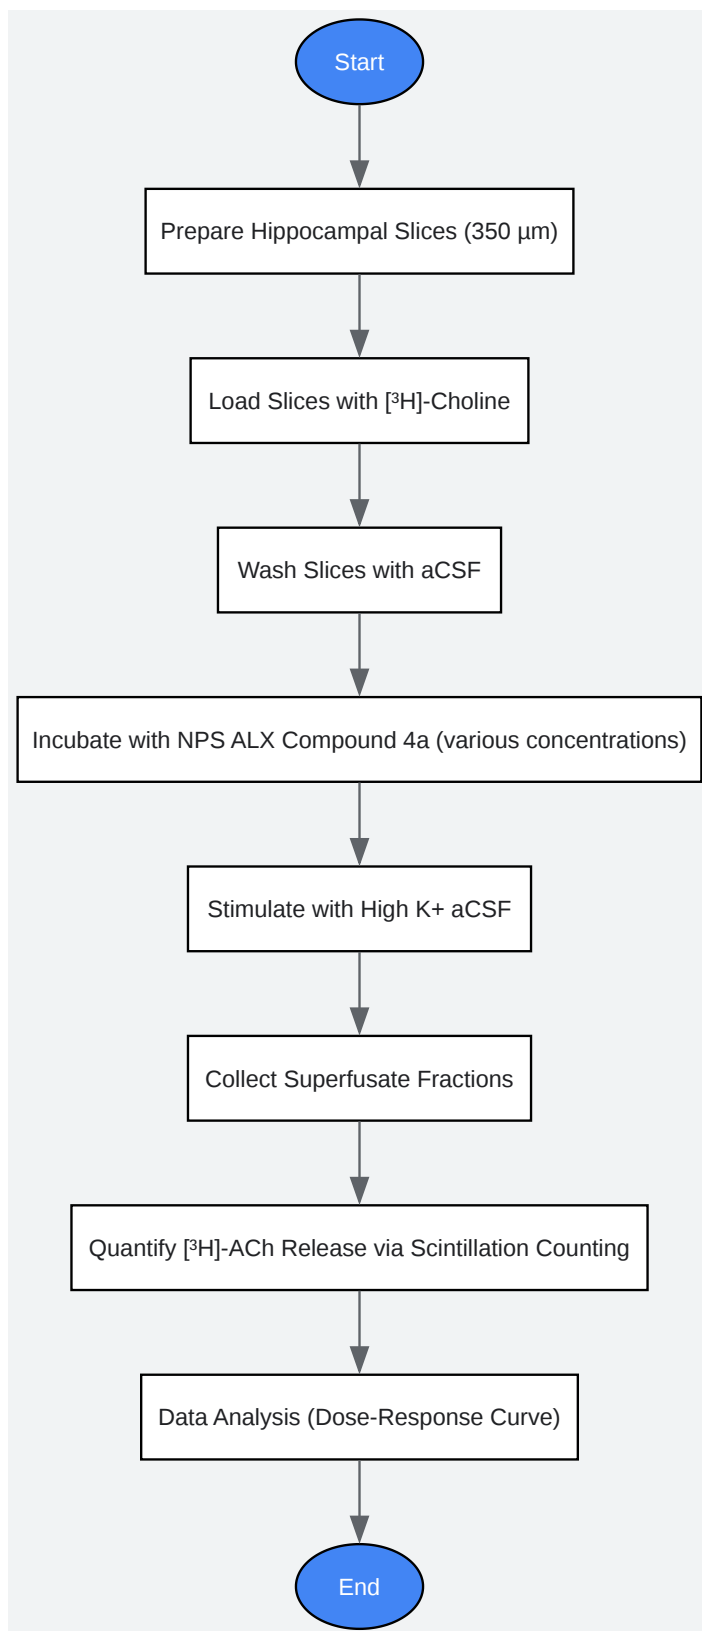 Start
Prepare Hippocampal Slices (350 µm)
Load Slices with [³H]-Choline
Wash Slices with aCSF
Incubate with NPS ALX Compound 4a (various concentrations)
Stimulate with High K+ aCSF
Collect Superfusate Fractions
Quantify [³H]-ACh Release via Scintillation Counting
Data Analysis (Dose-Response Curve)
End